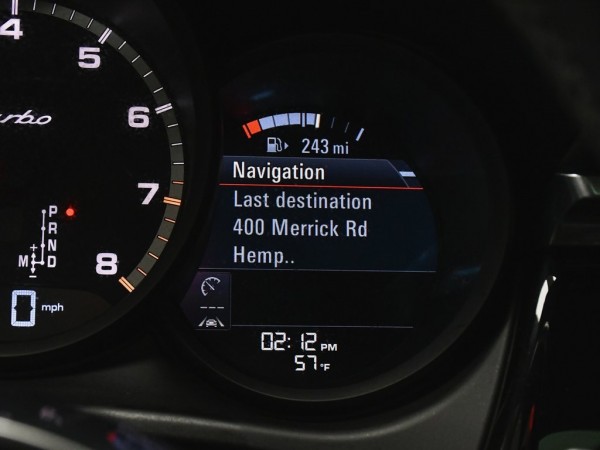 4
5
6
7
8
rbo
P
R
N
M D
+
-
0 mph
243 mi
Navigation
Last destination
400 Merrick Rd
Hemp..
---
02:12 PM
57°F